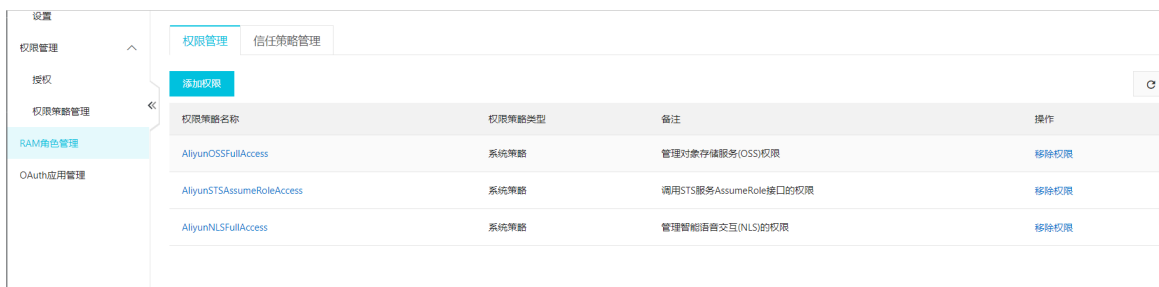 设置
权限管理
授权
权限策略管理
RAM角色管理
OAuth应用管理
权限管理 信任策略管理
添加权限
权限策略名称 权限策略类型 备注 操作
AliyunOSSFullAccess 系统策略 管理对象存储服务(OSS)权限 移除权限
AliyunSTSAssumeRoleAccess 系统策略 调用STS服务AssumeRole接口的权限 移除权限
AliyunNLSFullAccess 系统策略 管理智能语音交互(NLS)的权限 移除权限